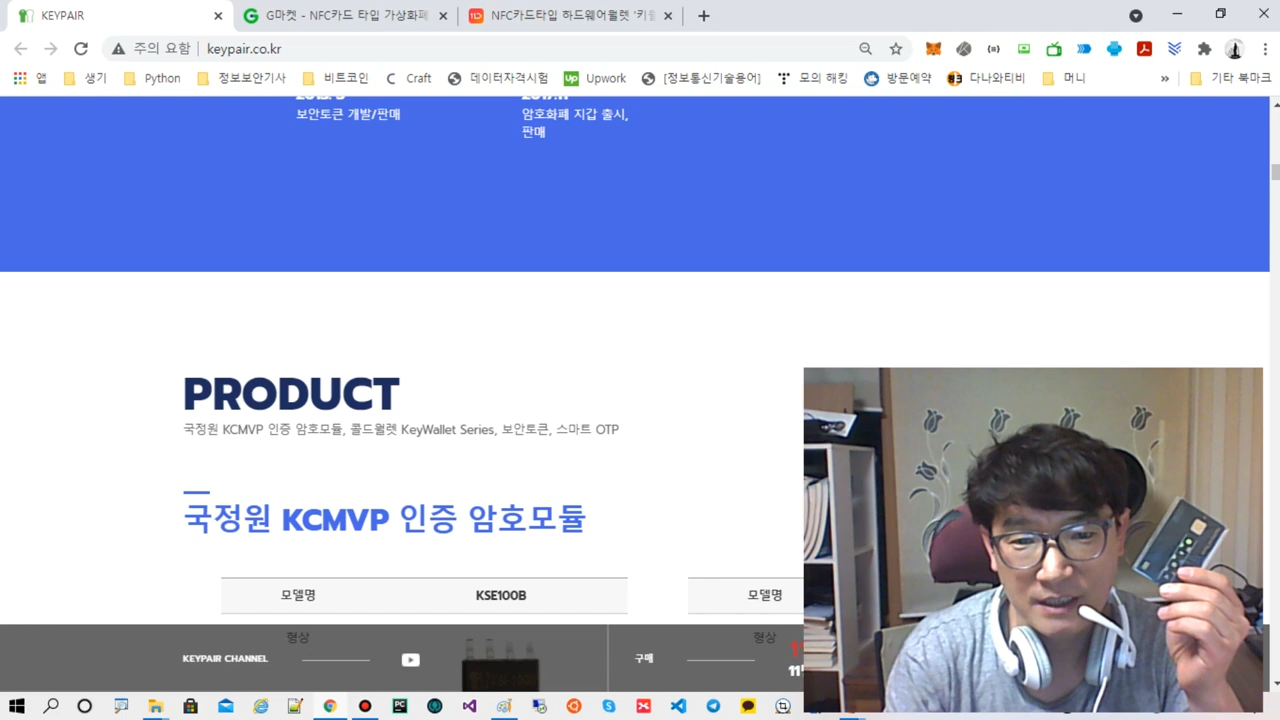 KEYPAIR
G마켓 - NFC카드 타입 가상화폐
NFC카드타입 하드웨어월렛 '키월
주의 요함
keypair.co.kr
앱
생기
Python
정보보안기사
비트코인
Craft
데이터자격시험
Upwork
[정보통신기술용어]
모의 해킹
방문예약
다나와티비
머니
기타 북마크
보안토큰 개발/판매
암호화폐 지갑 출시,
판매
PRODUCT
국정원 KCMVP 인증 암호모듈, 콜드월렛 KeyWallet Series, 보안토큰, 스마트 OTP
국정원 KCMVP 인증 암호모듈
모델명
KSE100B
모델명
형상
형상
KEYPAIR CHANNEL
구매